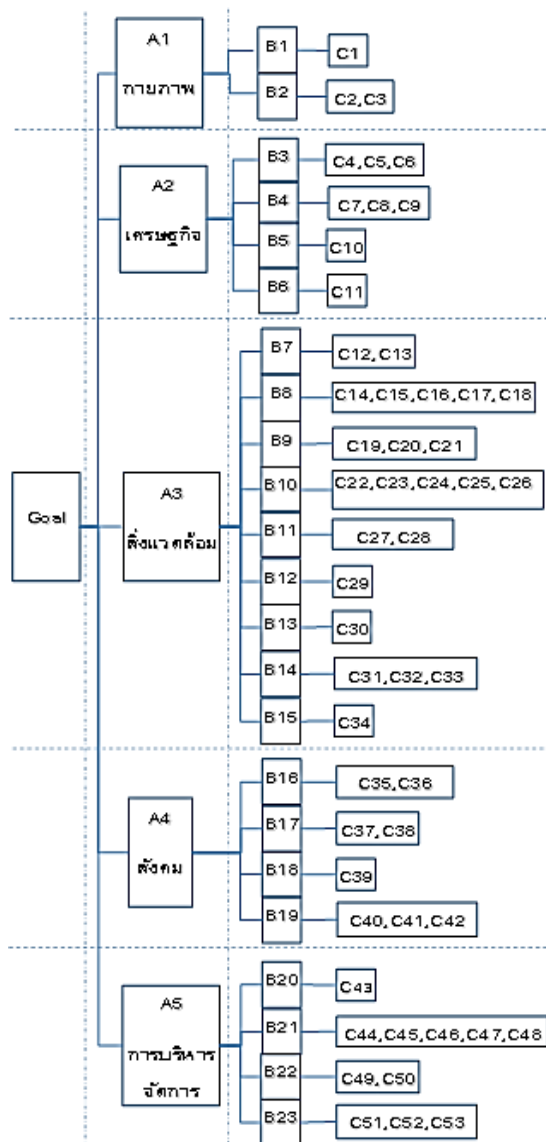 A1
กายภาพ
B1
C1
B2
C2,C3
A2
เศรษฐกิจ
B3
C4,C5,C6
B4
C7,C8,C9
B5
C10
B6
C11
Goal
A3
สิ่งแวดล้อม
B7
C12,C13
B8
C14,C15,C16,C17,C18
B9
C19,C20,C21
B10
C22,C23,C24,C25,C26
B11
C27,C28
B12
C29
B13
C30
B14
C31,C32,C33
B15
C34
A4
สังคม
B16
C35,C36
B17
C37,C38
B18
C39
B19
C40,C41,C42
A5
การบริหาร
จัดการ
B20
C43
B21
C44,C45,C46,C47,C48
B22
C49,C50
B23
C51,C52,C53